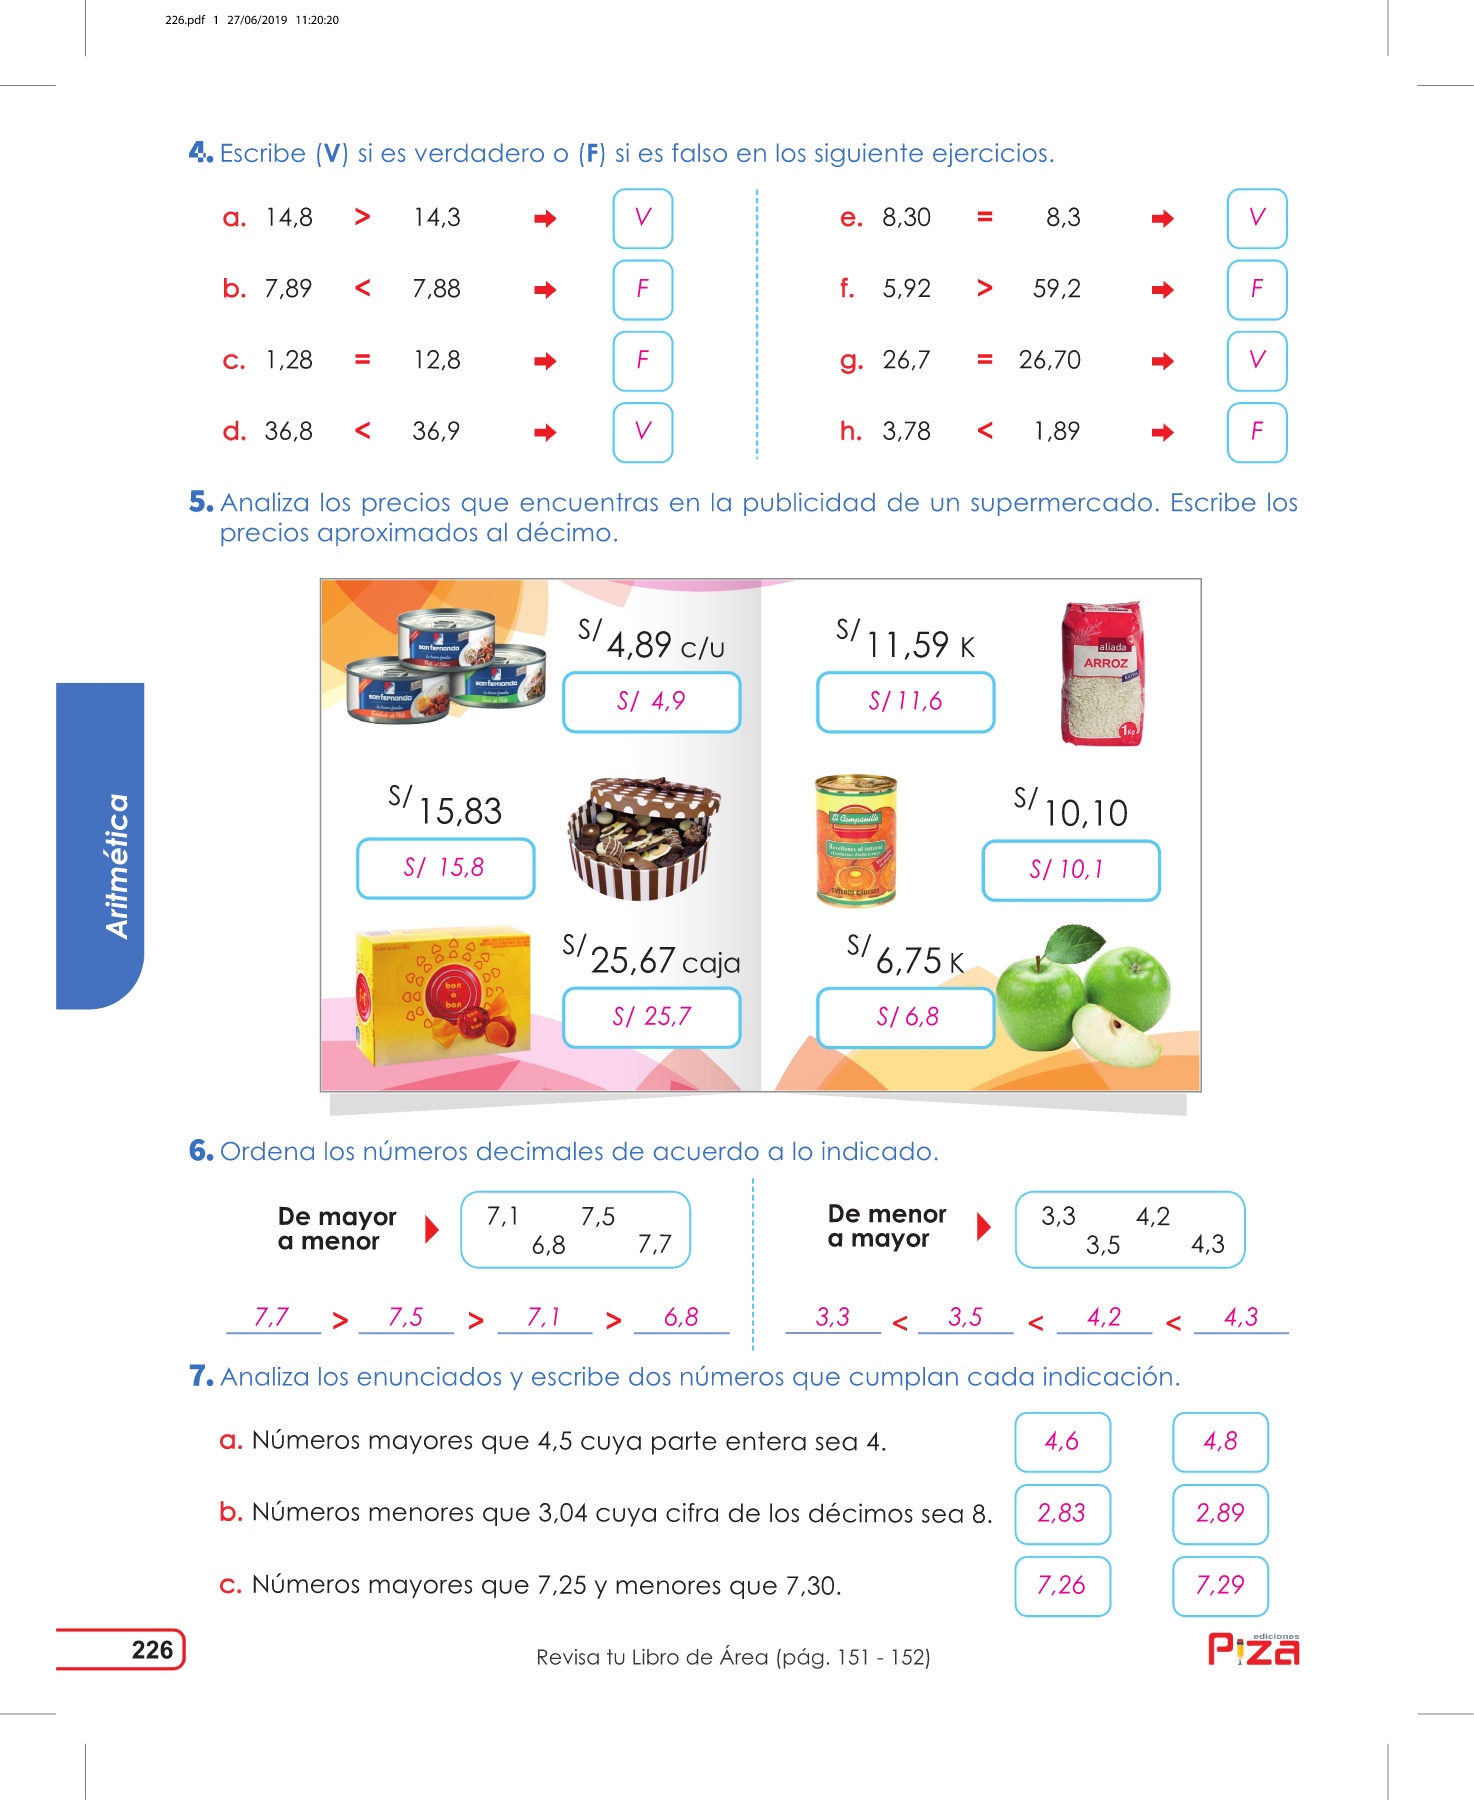 226.pdf 1 27/06/2019 11:20:20
4. Escribe (V) si es verdadero o (F) si es falso en los siguiente ejercicios.
a. 14,8 > 14,3 V
e. 8,30 = 8,3 V
b. 7,89 < 7,88 F
f. 5,92 > 59,2 F
c. 1,28 = 12,8 F
g. 26,7 = 26,70 V
d. 36,8 < 36,9 V
h. 3,78 < 1,89 F
5. Analiza los precios que encuentras en la publicidad de un supermercado. Escribe los
precios aproximados al décimo.
san fernando
san fernando
san fernando
S/ 4,89 c/u
S/ 4,9
S/ 11,59 K
S/ 11,6
aliada
ARROZ
EXTRA
1 Kg
S/ 15,83
S/ 15,8
El Campanillo
S/ 10,10
S/ 10,1
bon
o
bon
S/ 25,67 caja
S/ 25,7
S/ 6,75 K
S/ 6,8
Aritmética
6. Ordena los números decimales de acuerdo a lo indicado.
De mayor
a menor
7,1 7,5
6,8 7,7
7,7 > 7,5 > 7,1 > 6,8
De menor
a mayor
3,3 4,2
3,5 4,3
3,3 < 3,5 < 4,2 < 4,3
7. Analiza los enunciados y escribe dos números que cumplan cada indicación.
a. Números mayores que 4,5 cuya parte entera sea 4. 4,6 4,8
b. Números menores que 3,04 cuya cifra de los décimos sea 8. 2,83 2,89
c. Números mayores que 7,25 y menores que 7,30. 7,26 7,29
226
Revisa tu Libro de Área (pág. 151 - 152)
ediciones
Piza